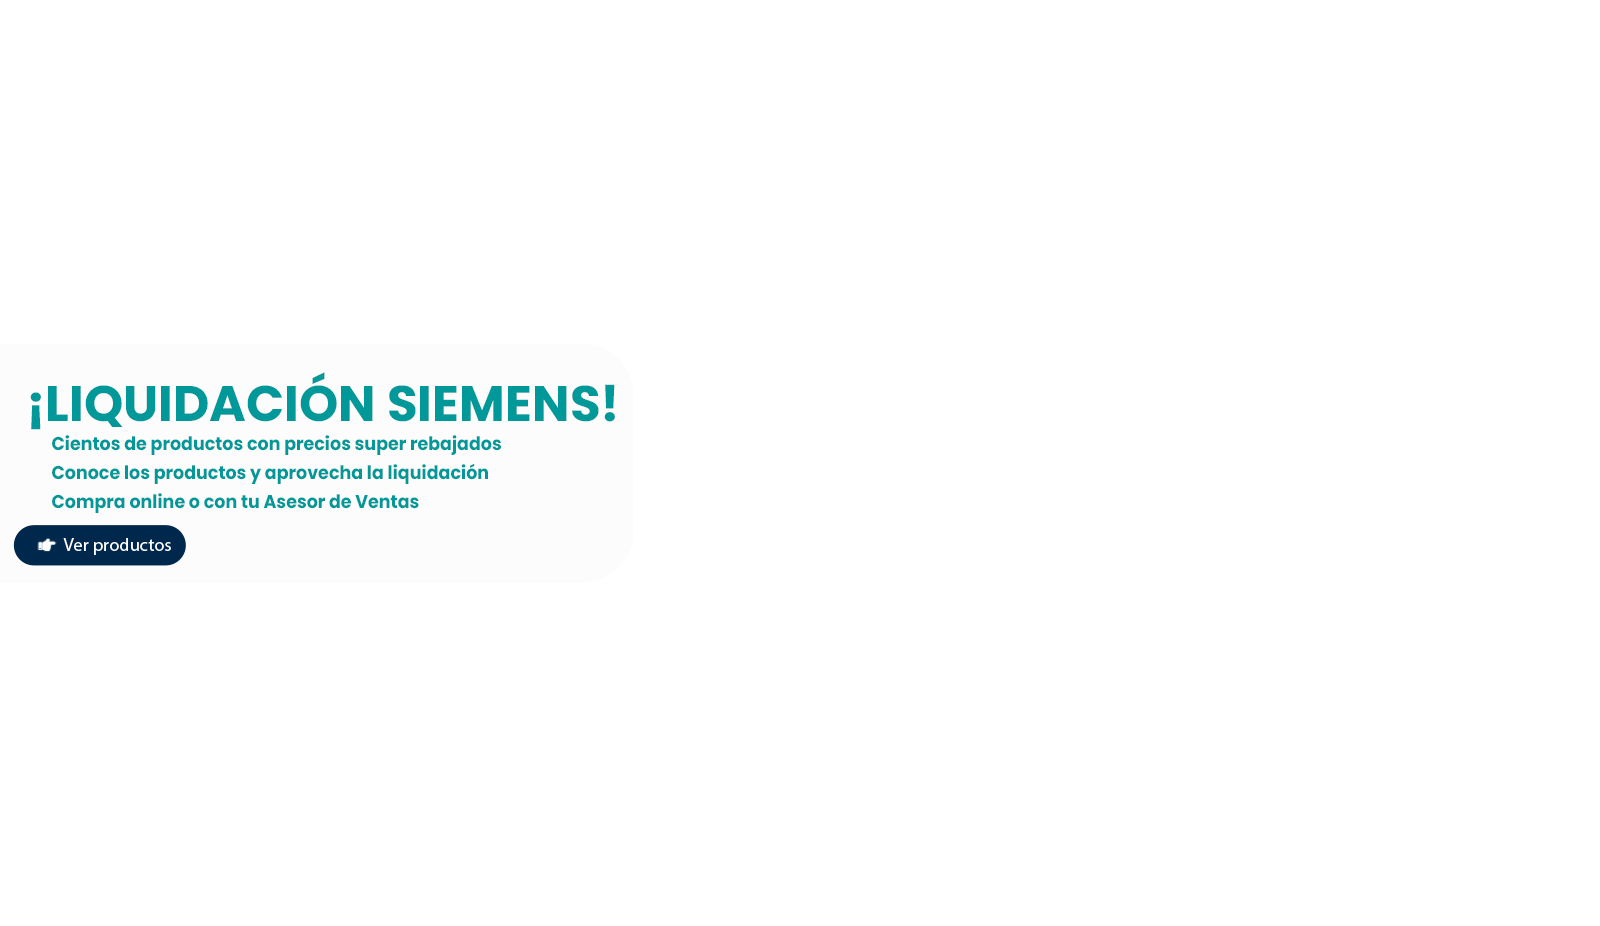 ¡LIQUIDACIÓN SIEMENS!
Cientos de productos con precios super rebajados
Conoce los productos y aprovecha la liquidación
Compra online o con tu Asesor de Ventas
Ver productos